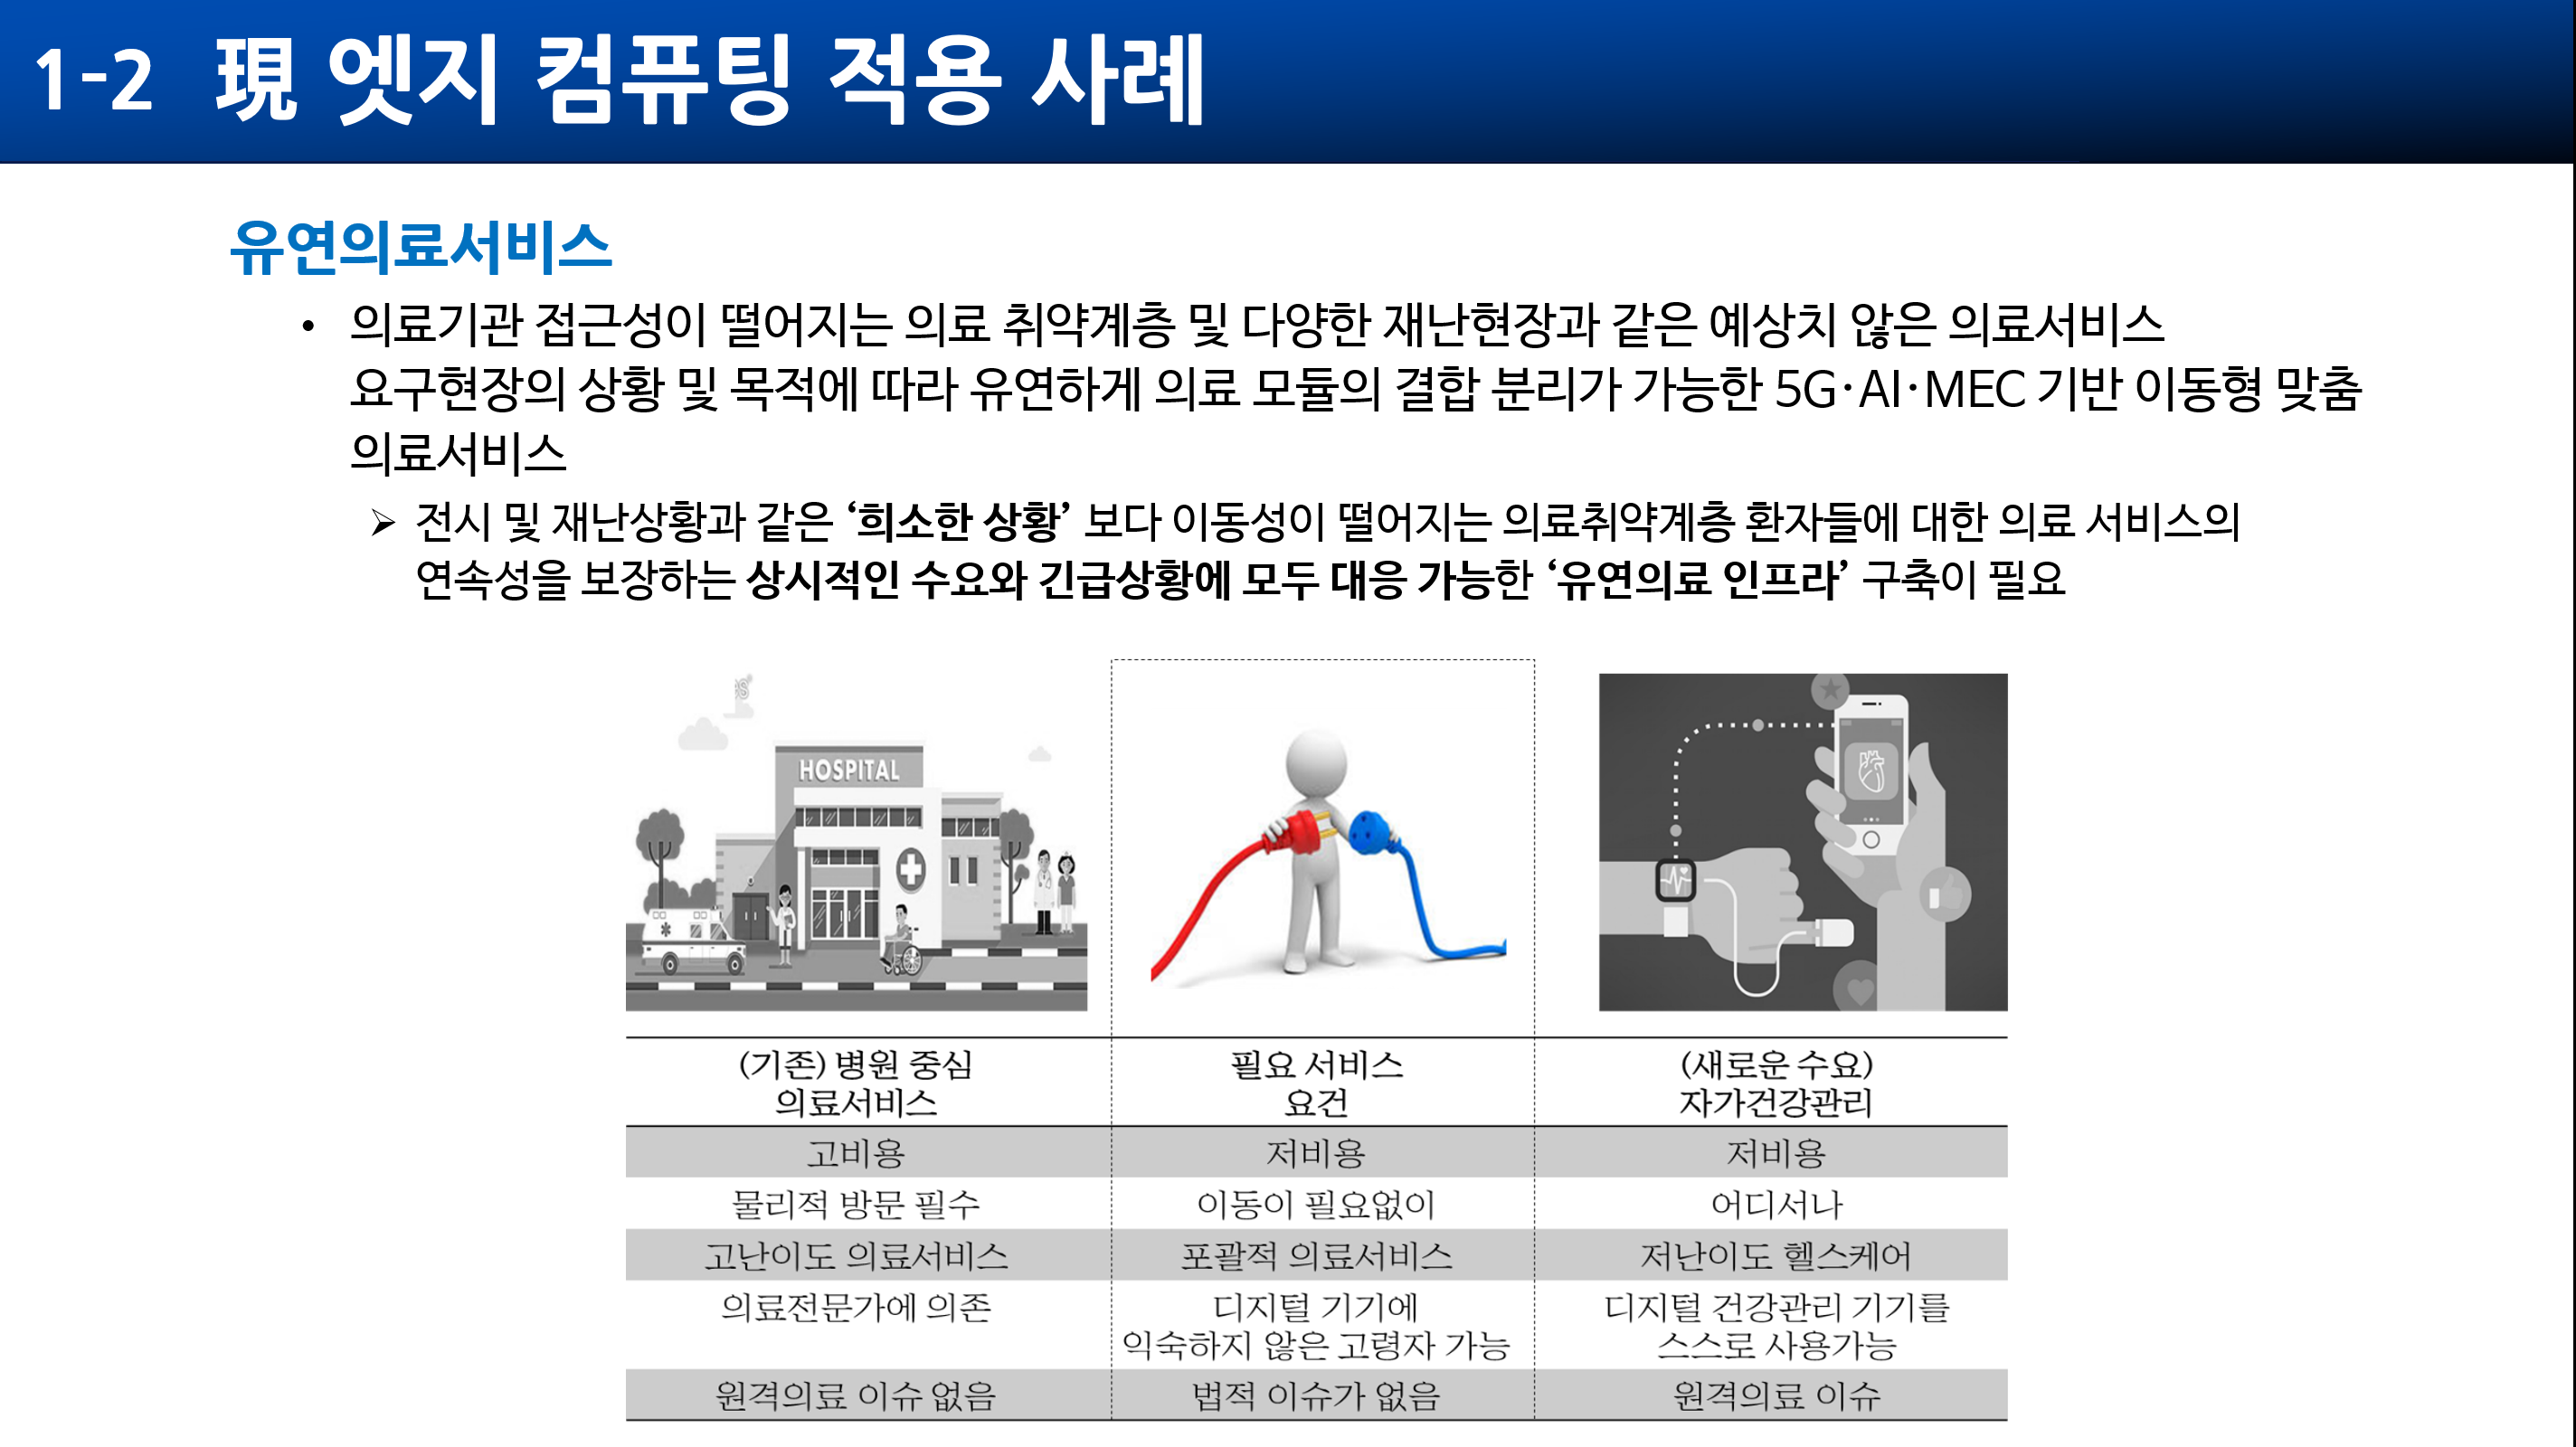 1-2 現 엣지 컴퓨팅 적용 사례
유연의료서비스
• 의료기관 접근성이 떨어지는 의료 취약계층 및 다양한 재난현장과 같은 예상치 않은 의료서비스
요구현장의 상황 및 목적에 따라 유연하게 의료 모듈의 결합 분리가 가능한 5G·AI·MEC 기반 이동형 맞춤
의료서비스
➢ 전시 및 재난상황과 같은 ‘희소한 상황’ 보다 이동성이 떨어지는 의료취약계층 환자들에 대한 의료 서비스의
연속성을 보장하는 상시적인 수요와 긴급상황에 모두 대응 가능한 ‘유연의료 인프라’ 구축이 필요
HOSPITAL
(기존) 병원 중심
의료서비스
필요 서비스
요건
(새로운 수요)
자가건강관리
고비용 저비용 저비용
물리적 방문 필수 이동이 필요없이 어디서나
고난이도 의료서비스 포괄적 의료서비스 저난이도 헬스케어
의료전문가에 의존
디지털 기기에
익숙하지 않은 고령자 가능
디지털 건강관리 기기를
스스로 사용가능
원격의료 이슈 없음 법적 이슈가 없음 원격의료 이슈